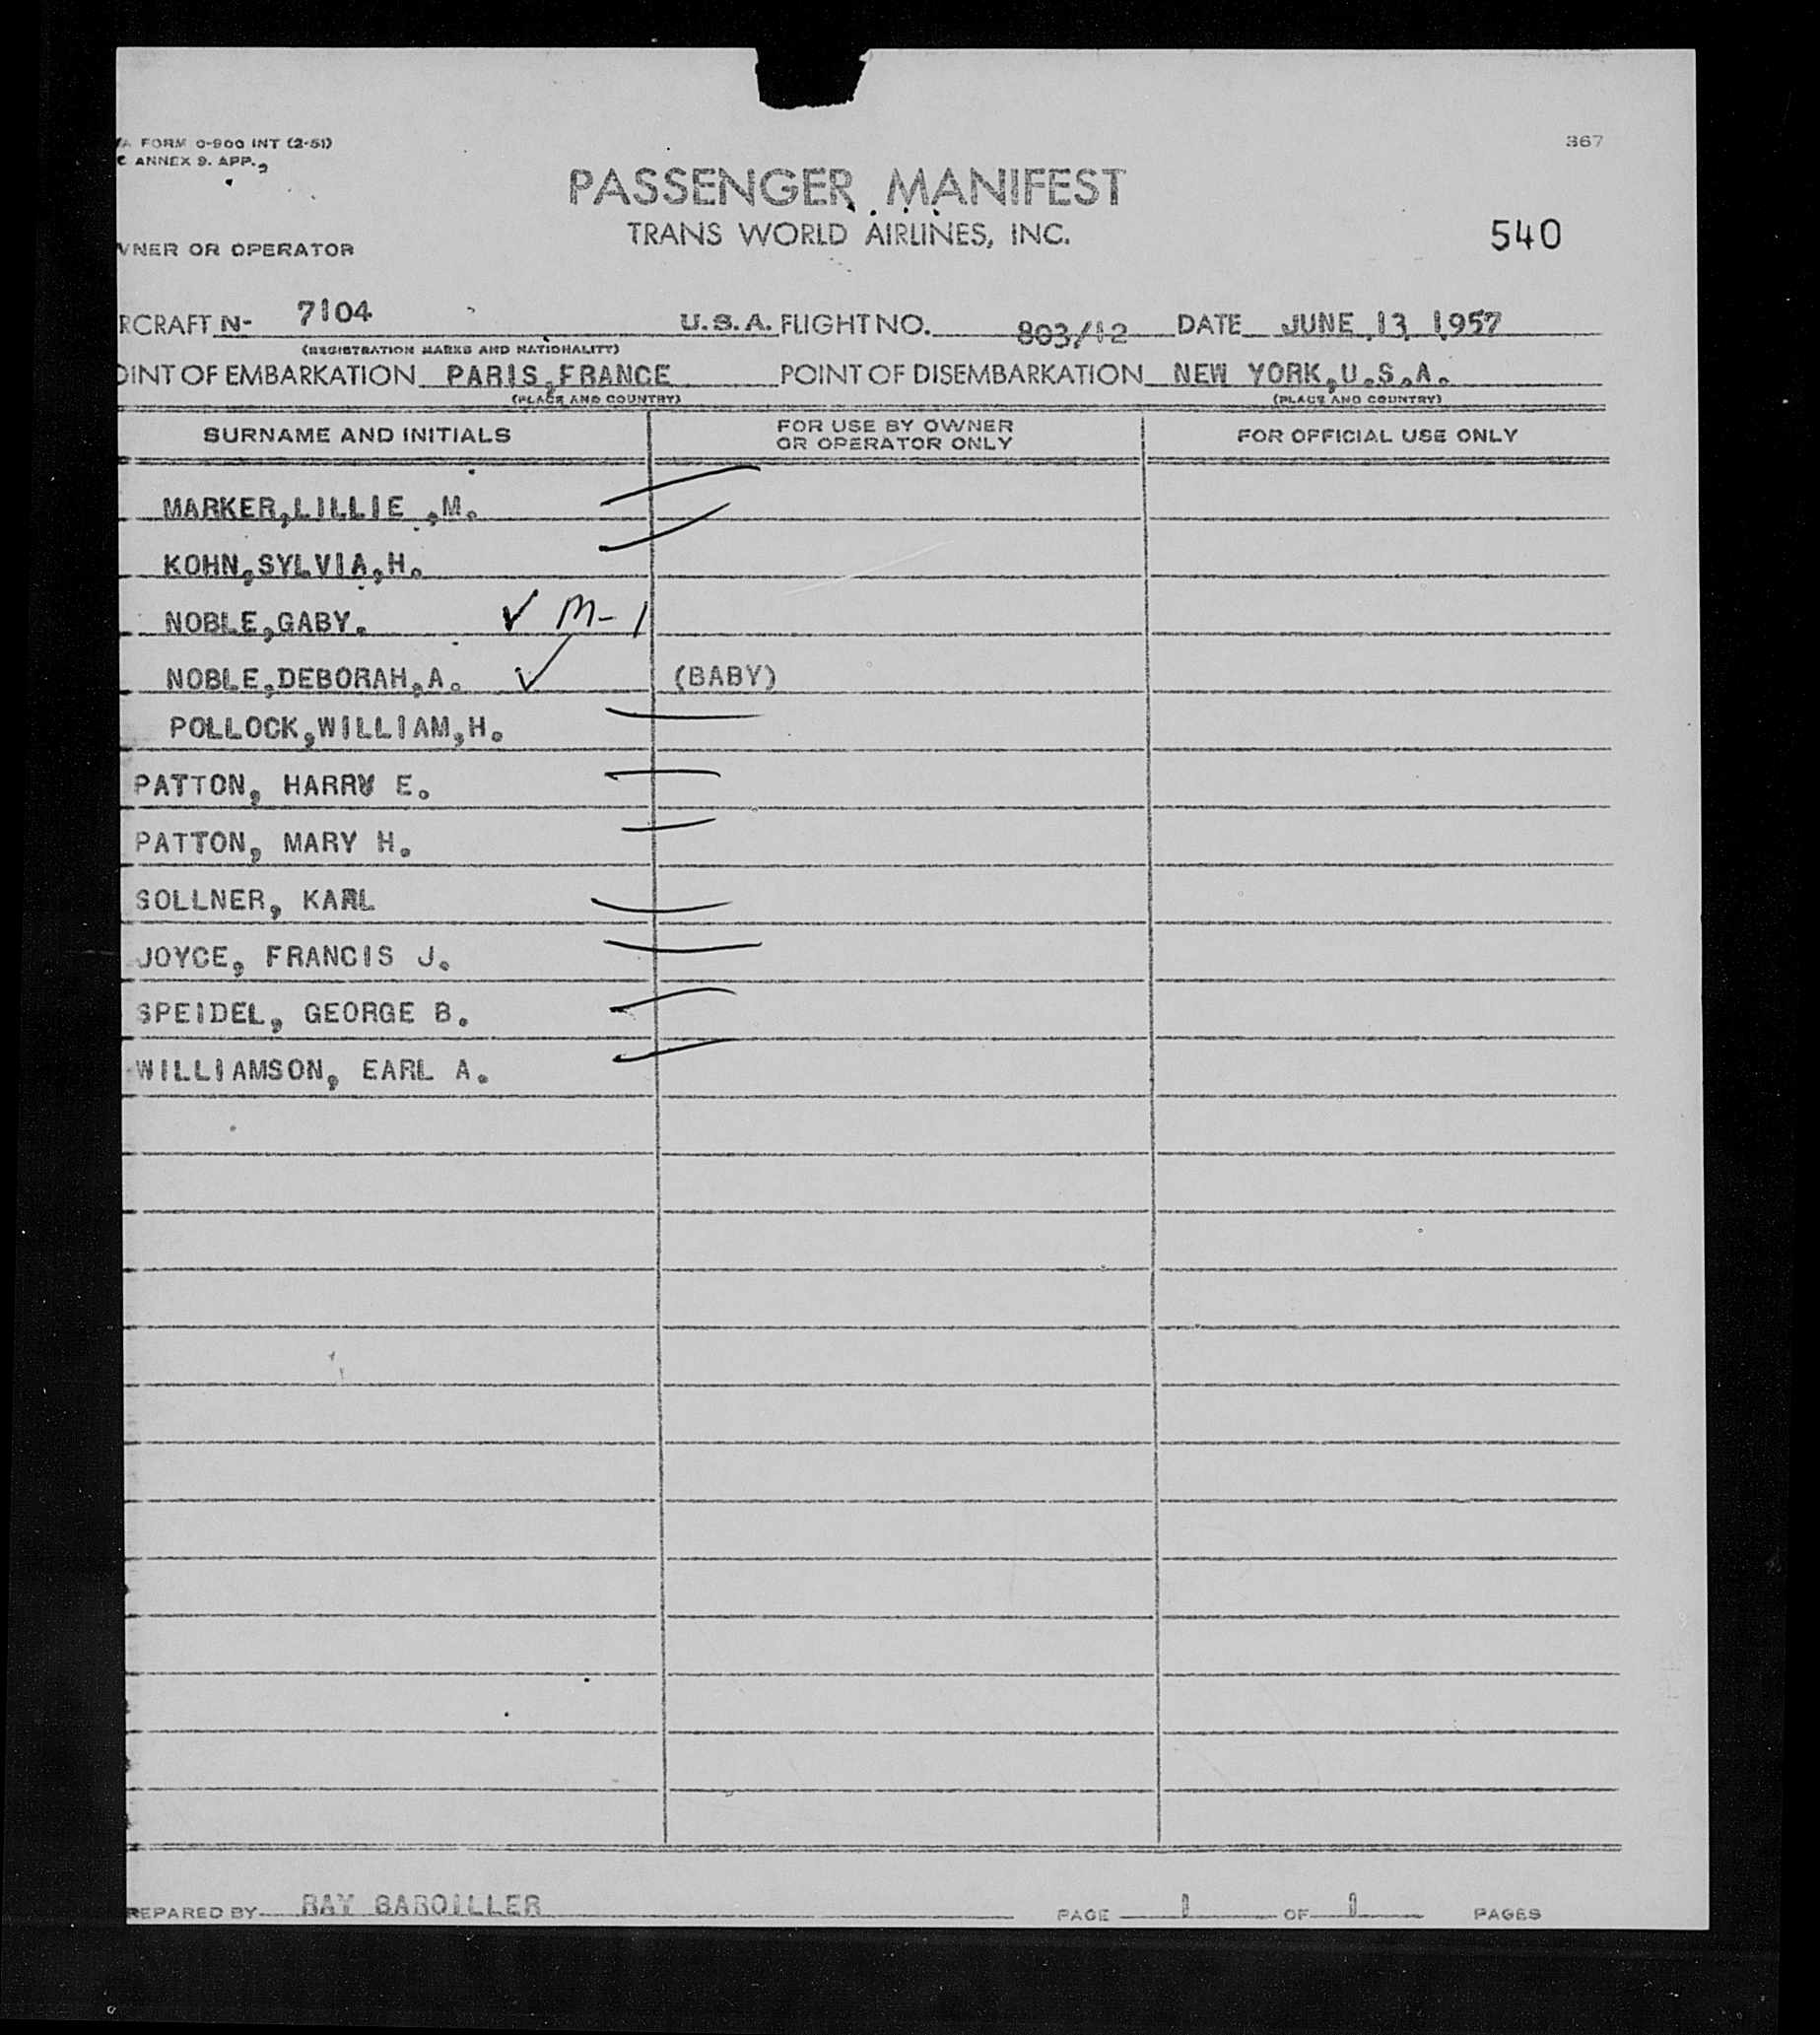 A FORM 0-900 INT (2-51)
367
ANNEX 9. APP.,
PASSENGER MANIFEST
TRANS WORLD AIRLINES, INC.
540
WNER OR OPERATOR
RCRAFT N- 7104 U.S.A. FLIGHT NO. 803/12 DATE JUNE 13 1957
(REGISTRATION MARKS AND NATIONALITY)
OINT OF EMBARKATION PARIS,FRANCE POINT OF DISEMBARKATION NEW YORK,U.S.A.
(PLACE AND COUNTRY) (PLACE AND COUNTRY)
SURNAME AND INITIALS FOR USE BY OWNER OR OPERATOR ONLY FOR OFFICIAL USE ONLY
MARKER,LILLIE ,M.
KOHN,SYLVIA,H.
NOBLE,GABY. ✓ M-1
NOBLE,DEBORAH,A. ✓ (BABY)
POLLOCK,WILLIAM,H.
PATTON, HARRY E.
PATTON, MARY H.
SOLLNER, KARL
JOYCE, FRANCIS J.
SPEIDEL, GEORGE B.
WILLIAMSON, EARL A.
REPARED BY RAY BAROILLER PAGE 1 OF 1 PAGES